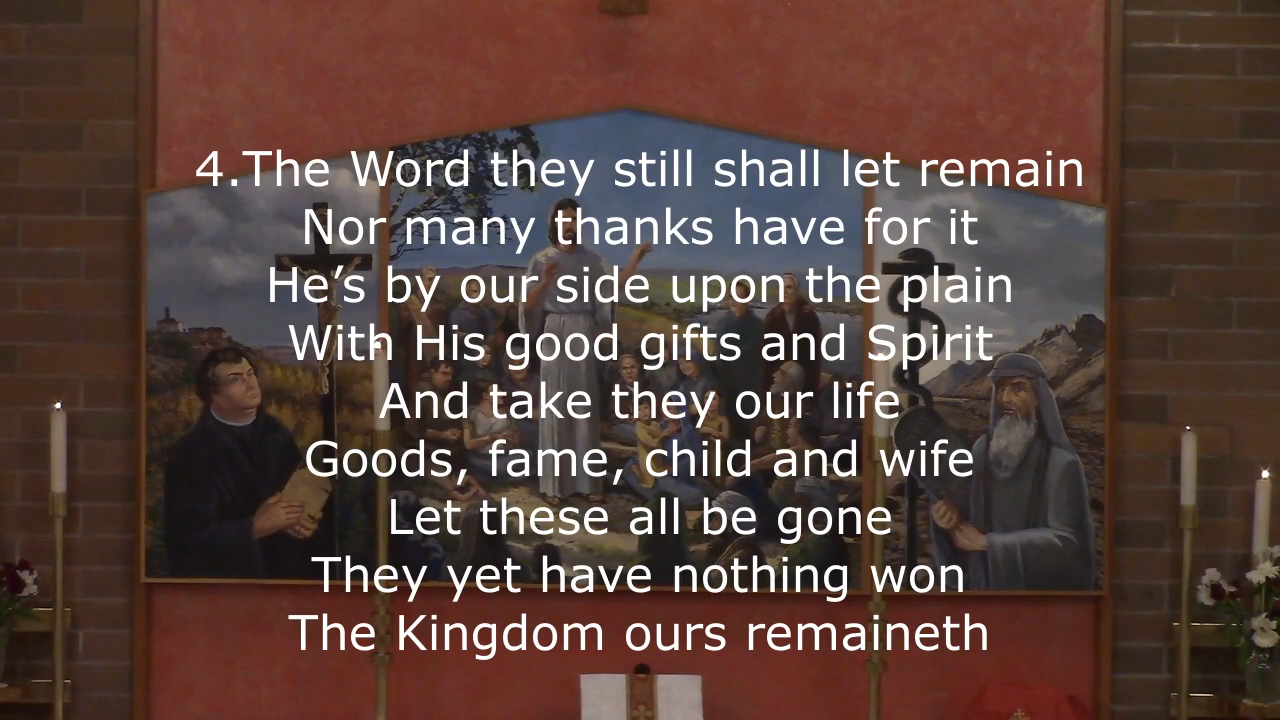 4.The Word they still shall let remain
Nor many thanks have for it
He’s by our side upon the plain
With His good gifts and Spirit
And take they our life
Goods, fame, child and wife
Let these all be gone
They yet have nothing won
The Kingdom ours remaineth